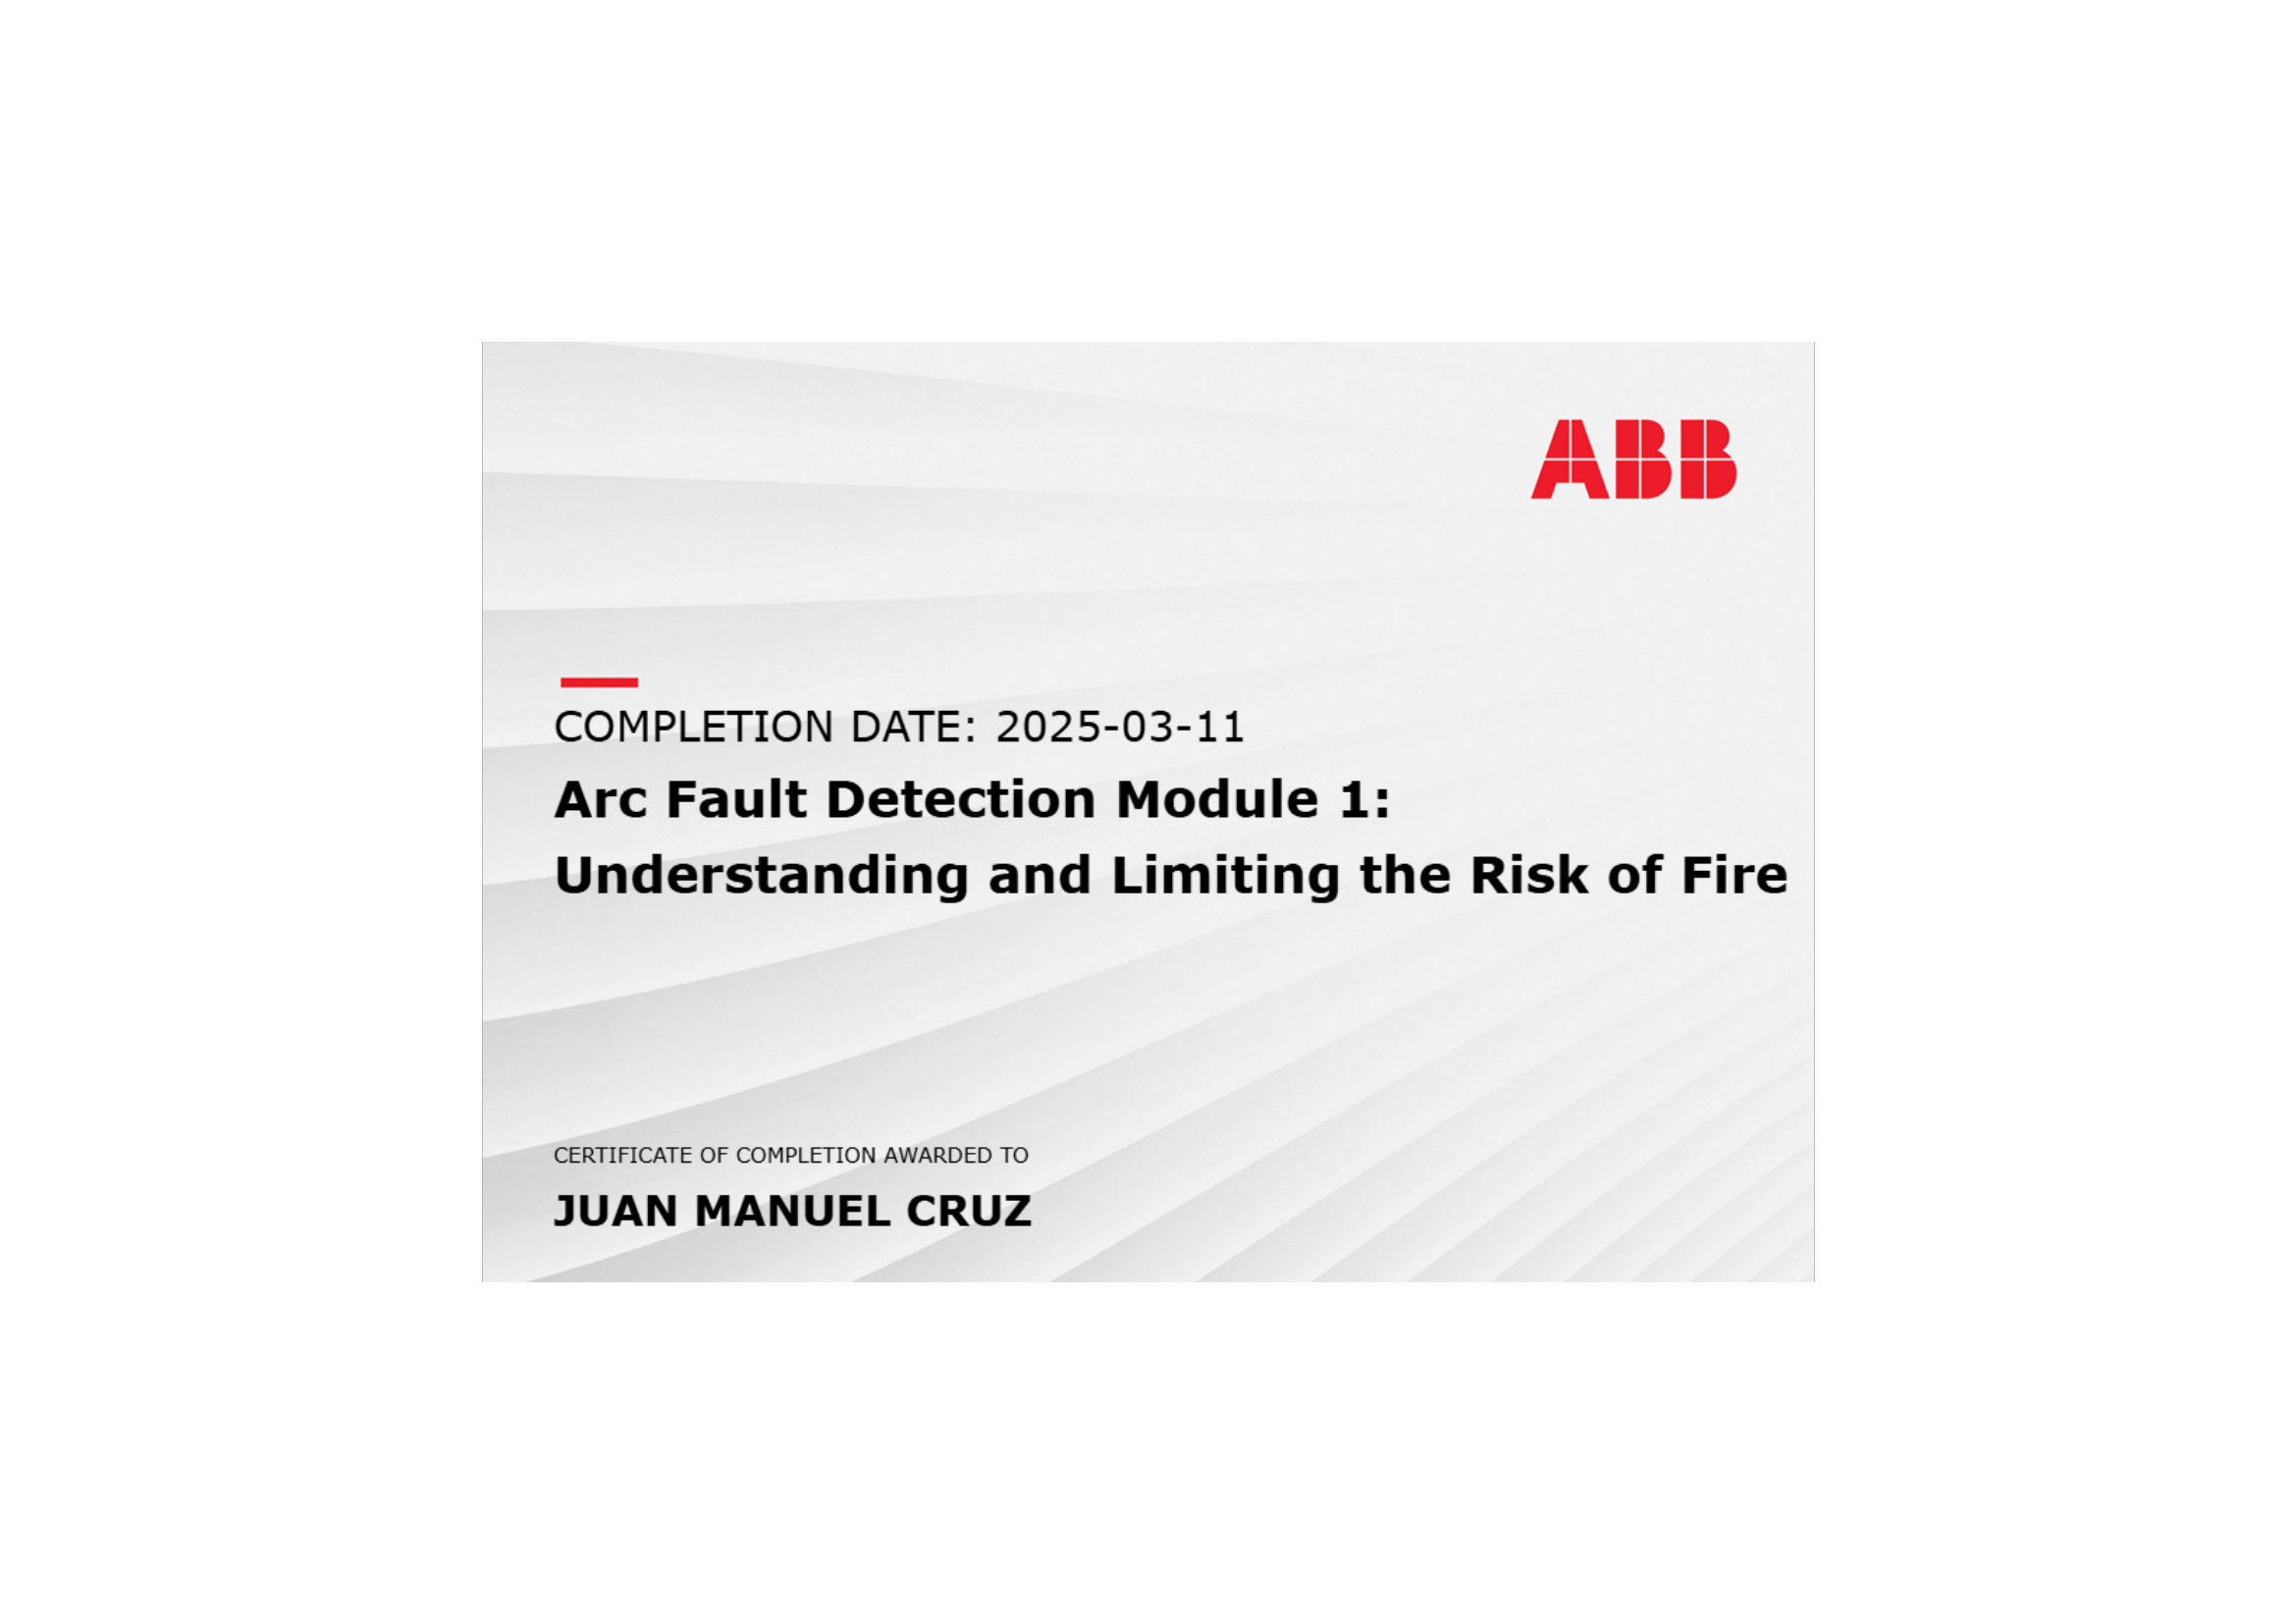 ABB
COMPLETION DATE: 2025-03-11
Arc Fault Detection Module 1:
Understanding and Limiting the Risk of Fire
CERTIFICATE OF COMPLETION AWARDED TO
JUAN MANUEL CRUZ